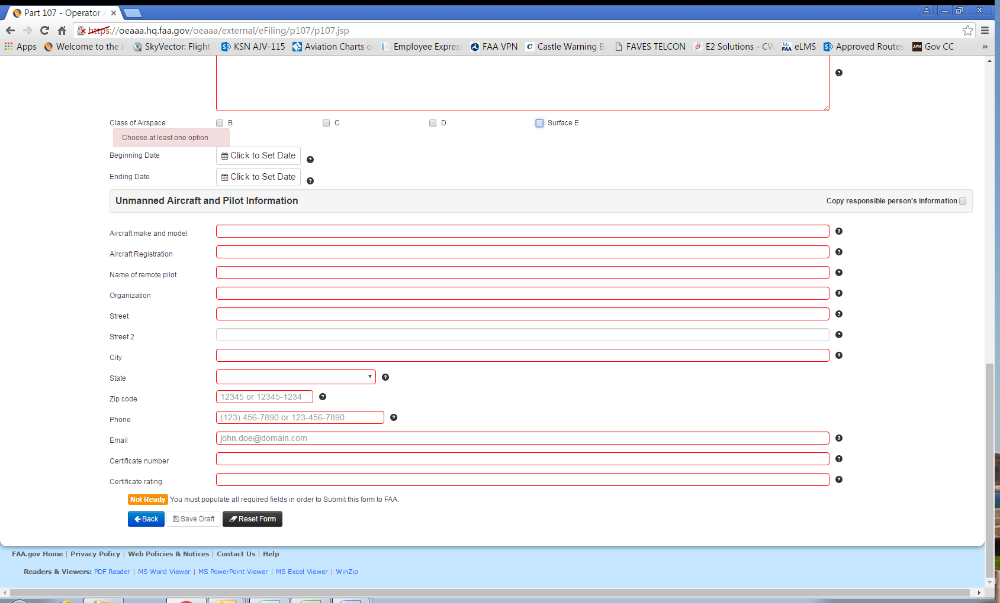 Part 107 - Operator
https://oeaaa.hq.faa.gov/oeaaa/external/eFiling/p107/p107.jsp
Apps Welcome to the SkyVector: Flight KSN AJV-115 Aviation Charts Employee Express FAA VPN Castle Warning FAVES TELCON E2 Solutions - CW My FAA eLMS Approved Routes JPM Gov CC »
Class of Airspace B C D Surface E
Choose at least one option
Beginning Date Click to Set Date
Ending Date Click to Set Date
Unmanned Aircraft and Pilot Information Copy responsible person's information
Aircraft make and model
Aircraft Registration
Name of remote pilot
Organization
Street
Street 2
City
State
Zip code 12345 or 12345-1234
Phone (123) 456-7890 or 123-456-7890
Email john.doe@domain.com
Certificate number
Certificate rating
Not Ready You must populate all required fields in order to Submit this form to FAA.
Back Save Draft Reset Form
FAA.gov Home | Privacy Policy | Web Policies & Notices | Contact Us | Help
Readers & Viewers: PDF Reader | MS Word Viewer | MS PowerPoint Viewer | MS Excel Viewer | WinZip